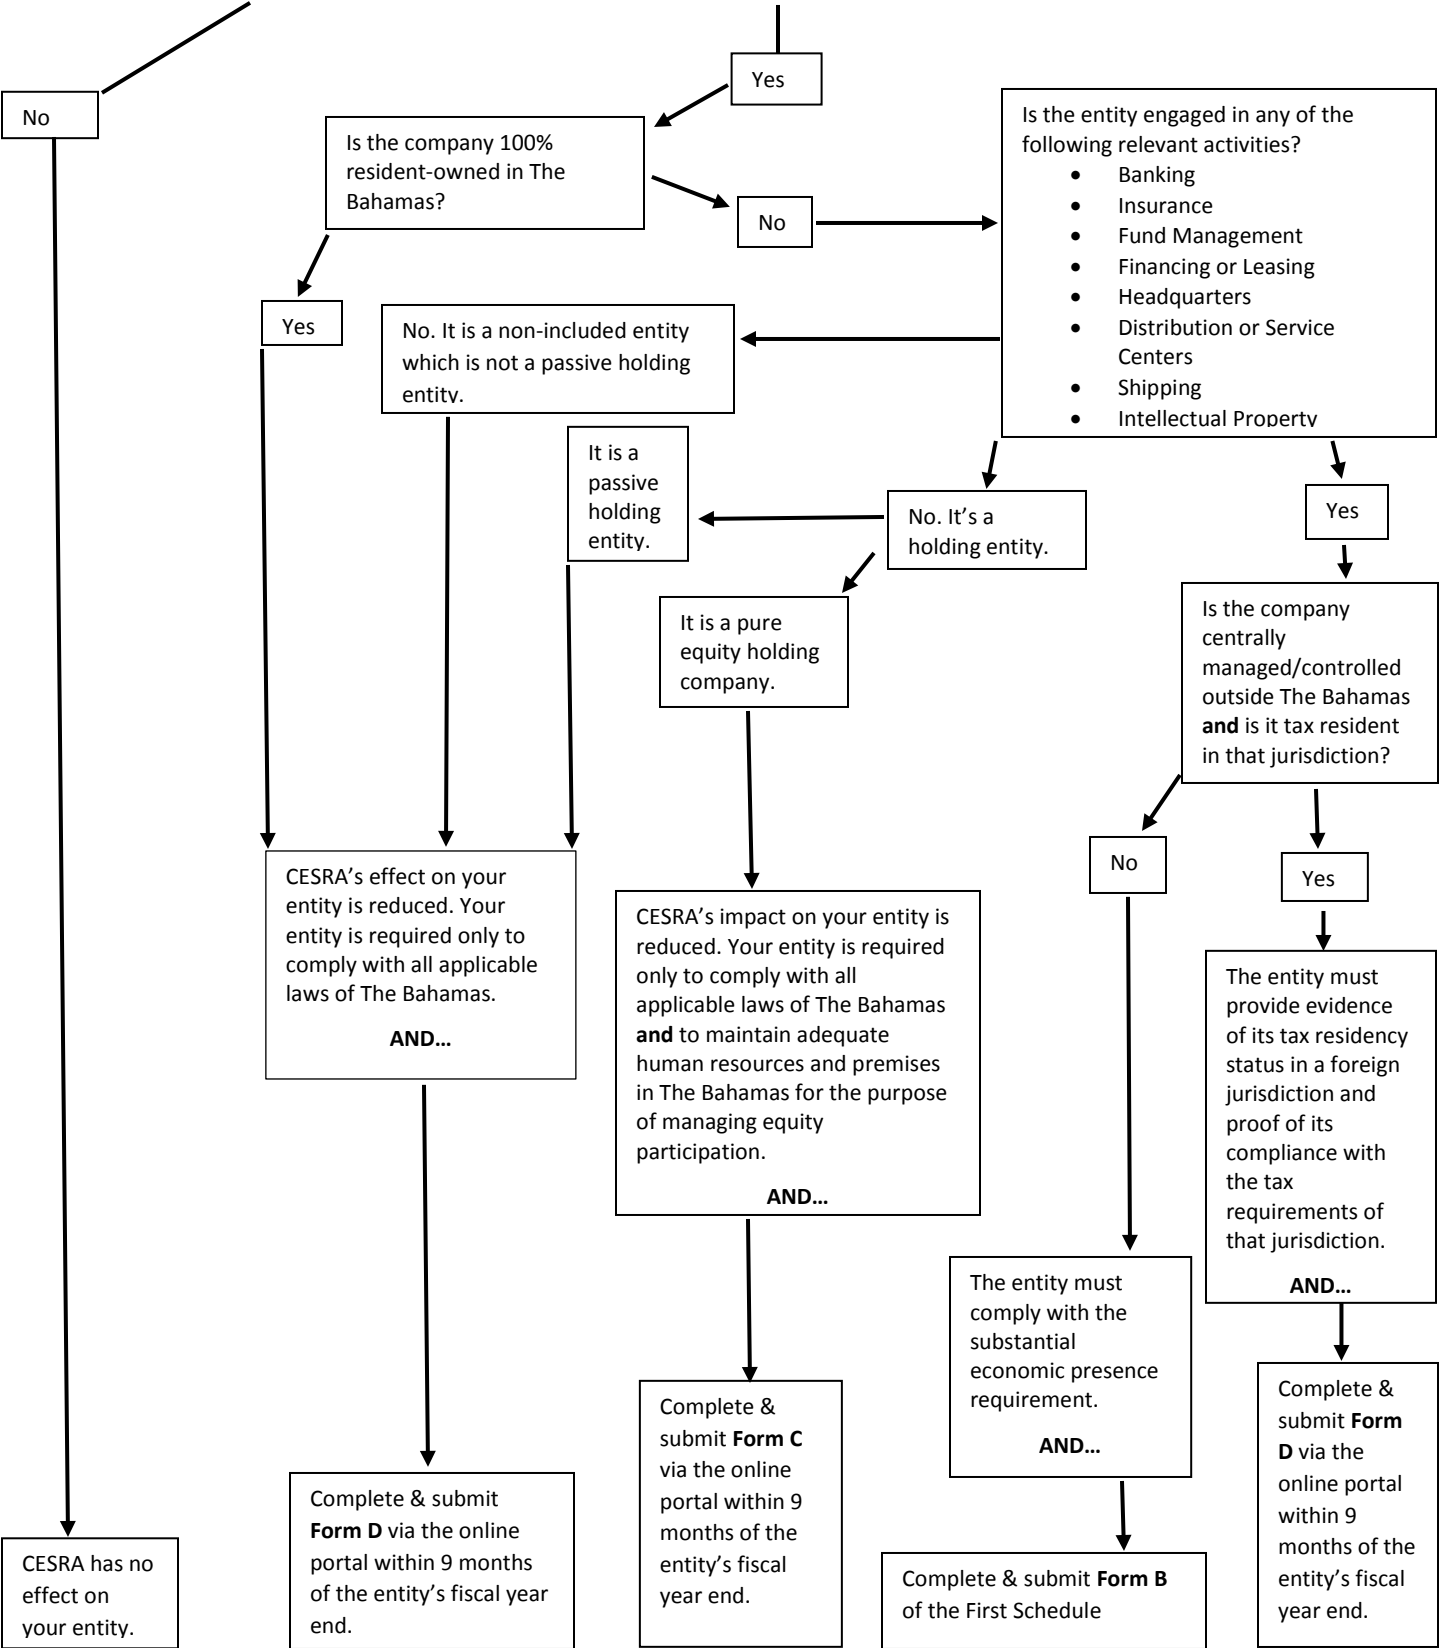 Yes
No
Is the company 100%
resident-owned in The
Bahamas?
No
Is the entity engaged in any of the
following relevant activities?
• Banking
• Insurance
• Fund Management
• Financing or Leasing
• Headquarters
• Distribution or Service
Centers
• Shipping
• Intellectual Property
Yes
No. It is a non-included entity
which is not a passive holding
entity.
It is a
passive
holding
entity.
No. It’s a
holding entity.
Yes
It is a pure
equity holding
company.
Is the company
centrally
managed/controlled
outside The Bahamas
and is it tax resident
in that jurisdiction?
No
Yes
CESRA’s effect on your
entity is reduced. Your
entity is required only to
comply with all applicable
laws of The Bahamas.
AND…
CESRA’s impact on your entity is
reduced. Your entity is required
only to comply with all
applicable laws of The Bahamas
and to maintain adequate
human resources and premises
in The Bahamas for the purpose
of managing equity
participation.
AND…
The entity must
provide evidence
of its tax residency
status in a foreign
jurisdiction and
proof of its
compliance with
the tax
requirements of
that jurisdiction.
AND…
The entity must
comply with the
substantial
economic presence
requirement.
AND…
CESRA has no
effect on
your entity.
Complete & submit
Form D via the online
portal within 9 months
of the entity’s fiscal year
end.
Complete &
submit Form C
via the online
portal within 9
months of the
entity’s fiscal
year end.
Complete & submit Form B
of the First Schedule
Complete &
submit Form
D via the
online portal
within 9
months of the
entity’s fiscal
year end.